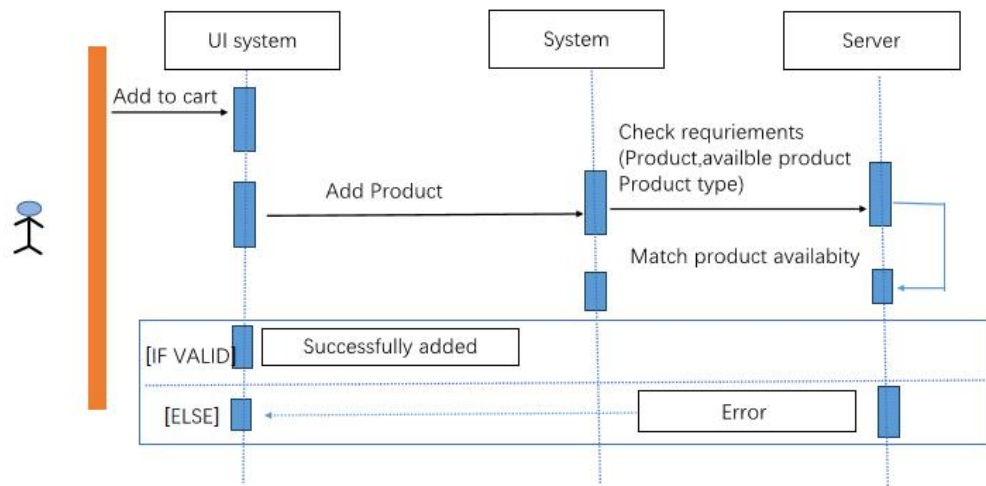 UI system
System
Server
Add to cart
Check requriements
(Product,availble product
Product type)
Add Product
Match product availabity
[IF VALID]
Successfully added
[ELSE]
Error